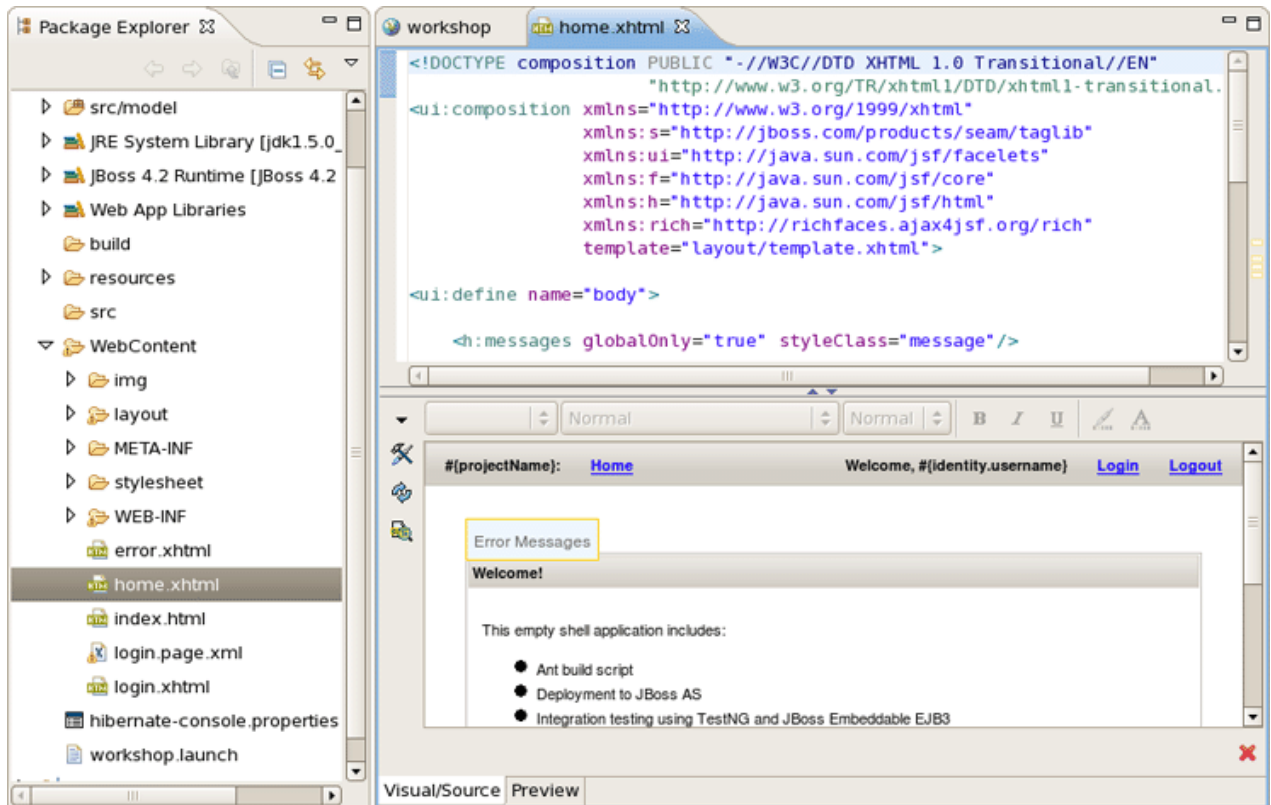 Package Explorer
src/model
JRE System Library [jdk1.5.0_
JBoss 4.2 Runtime [JBoss 4.2
Web App Libraries
build
resources
src
WebContent
img
layout
META-INF
stylesheet
WEB-INF
error.xhtml
home.xhtml
index.html
login.page.xml
login.xhtml
hibernate-console.properties
workshop.launch
workshop
home.xhtml
<!DOCTYPE composition PUBLIC "-//W3C//DTD XHTML 1.0 Transitional//EN"
"http://www.w3.org/TR/xhtml1/DTD/xhtml1-transitional.
<ui:composition xmlns="http://www.w3.org/1999/xhtml"
xmlns:s="http://jboss.com/products/seam/taglib"
xmlns:ui="http://java.sun.com/jsf/facelets"
xmlns:f="http://java.sun.com/jsf/core"
xmlns:h="http://java.sun.com/jsf/html"
xmlns:rich="http://richfaces.ajax4jsf.org/rich"
template="layout/template.xhtml">
<ui:define name="body">
<h:messages globalOnly="true" styleClass="message"/>
Normal Normal B I U A
#{projectName}: Home Welcome, #{identity.username} Login Logout
Error Messages
Welcome!
This empty shell application includes:
Ant build script
Deployment to JBoss AS
Integration testing using TestNG and JBoss Embeddable EJB3
Visual/Source Preview